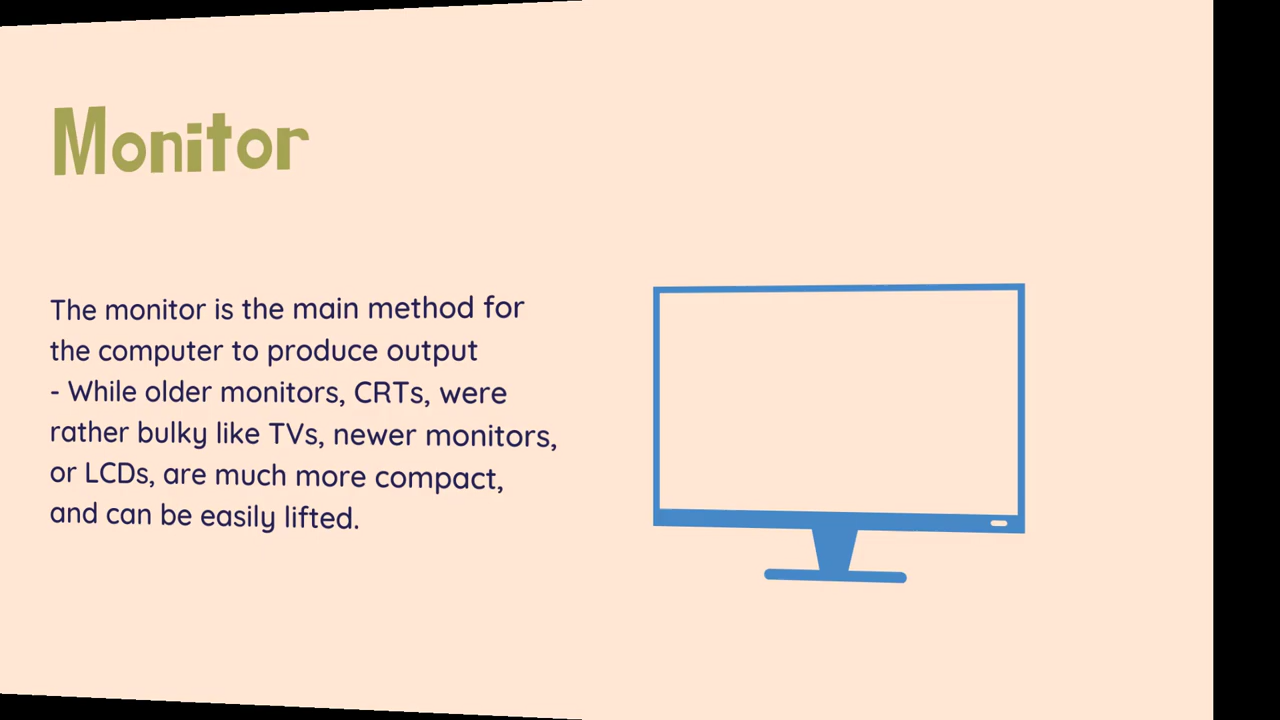 Monitor
The monitor is the main method for
the computer to produce output
- While older monitors, CRTs, were
rather bulky like TVs, newer monitors,
or LCDs, are much more compact,
and can be easily lifted.